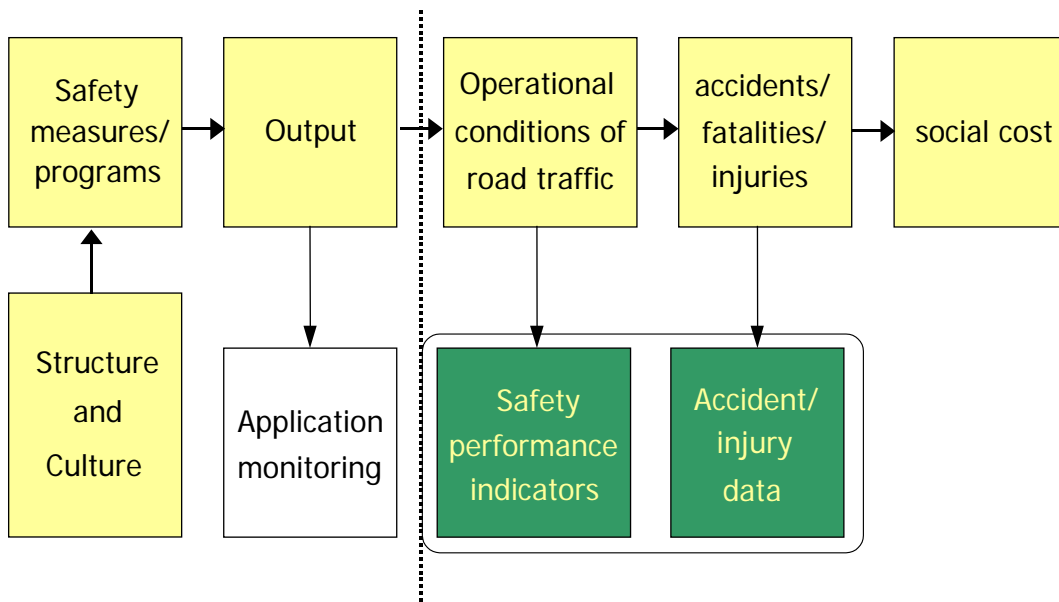 Safety
measures/
programs
Output
Operational
conditions of
road traffic
accidents/
fatalities/
injuries
social cost
Structure
and
Culture
Application
monitoring
Safety
performance
indicators
Accident/
injury
data